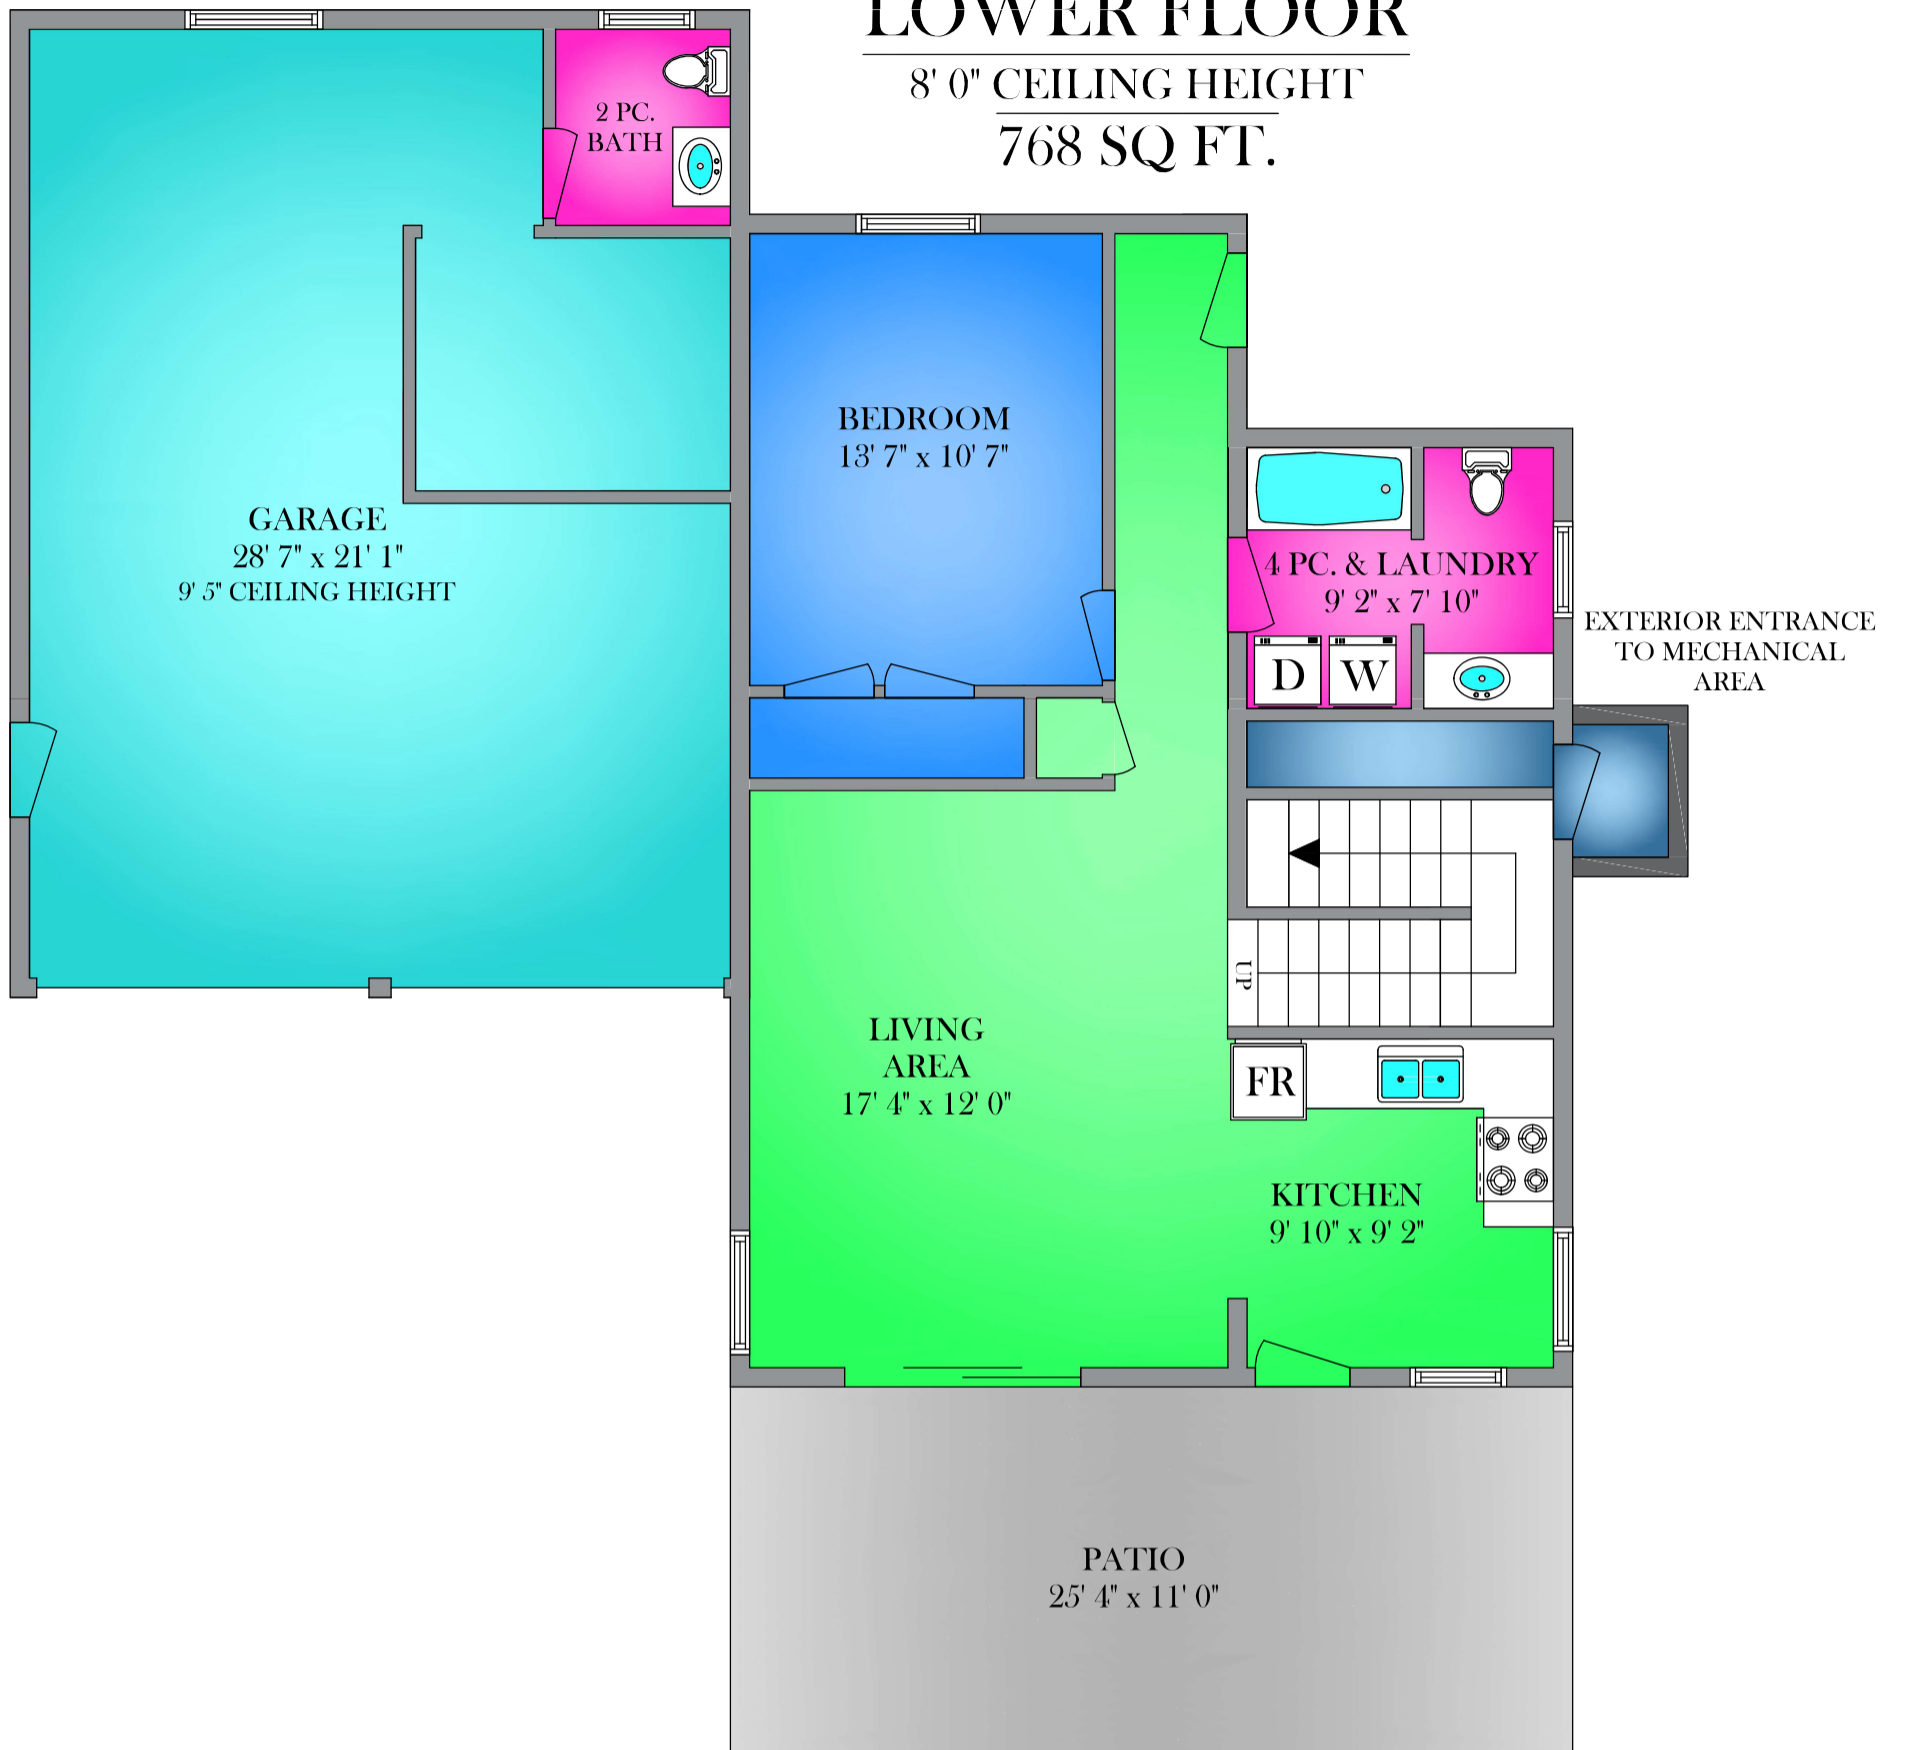 LOWER FLOOR
8' 0" CEILING HEIGHT
768 SQ FT.
2 PC.
BATH
BEDROOM
13' 7" x 10' 7"
GARAGE
28' 7" x 21' 1"
9' 5" CEILING HEIGHT
4 PC. & LAUNDRY
9' 2" x 7' 10"
D W
EXTERIOR ENTRANCE
TO MECHANICAL
AREA
UP
LIVING
AREA
17' 4" x 12' 0"
FR
KITCHEN
9' 10" x 9' 2"
PATIO
25' 4" x 11' 0"